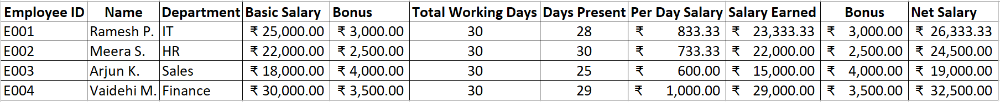 Employee ID Name Department Basic Salary Bonus Total Working Days Days Present Per Day Salary Salary Earned Bonus Net Salary
E001 Ramesh P. IT ₹ 25,000.00 ₹ 3,000.00 30 28 ₹ 833.33 ₹ 23,333.33 ₹ 3,000.00 ₹ 26,333.33
E002 Meera S. HR ₹ 22,000.00 ₹ 2,500.00 30 30 ₹ 733.33 ₹ 22,000.00 ₹ 2,500.00 ₹ 24,500.00
E003 Arjun K. Sales ₹ 18,000.00 ₹ 4,000.00 30 25 ₹ 600.00 ₹ 15,000.00 ₹ 4,000.00 ₹ 19,000.00
E004 Vaidehi M. Finance ₹ 30,000.00 ₹ 3,500.00 30 29 ₹ 1,000.00 ₹ 29,000.00 ₹ 3,500.00 ₹ 32,500.00